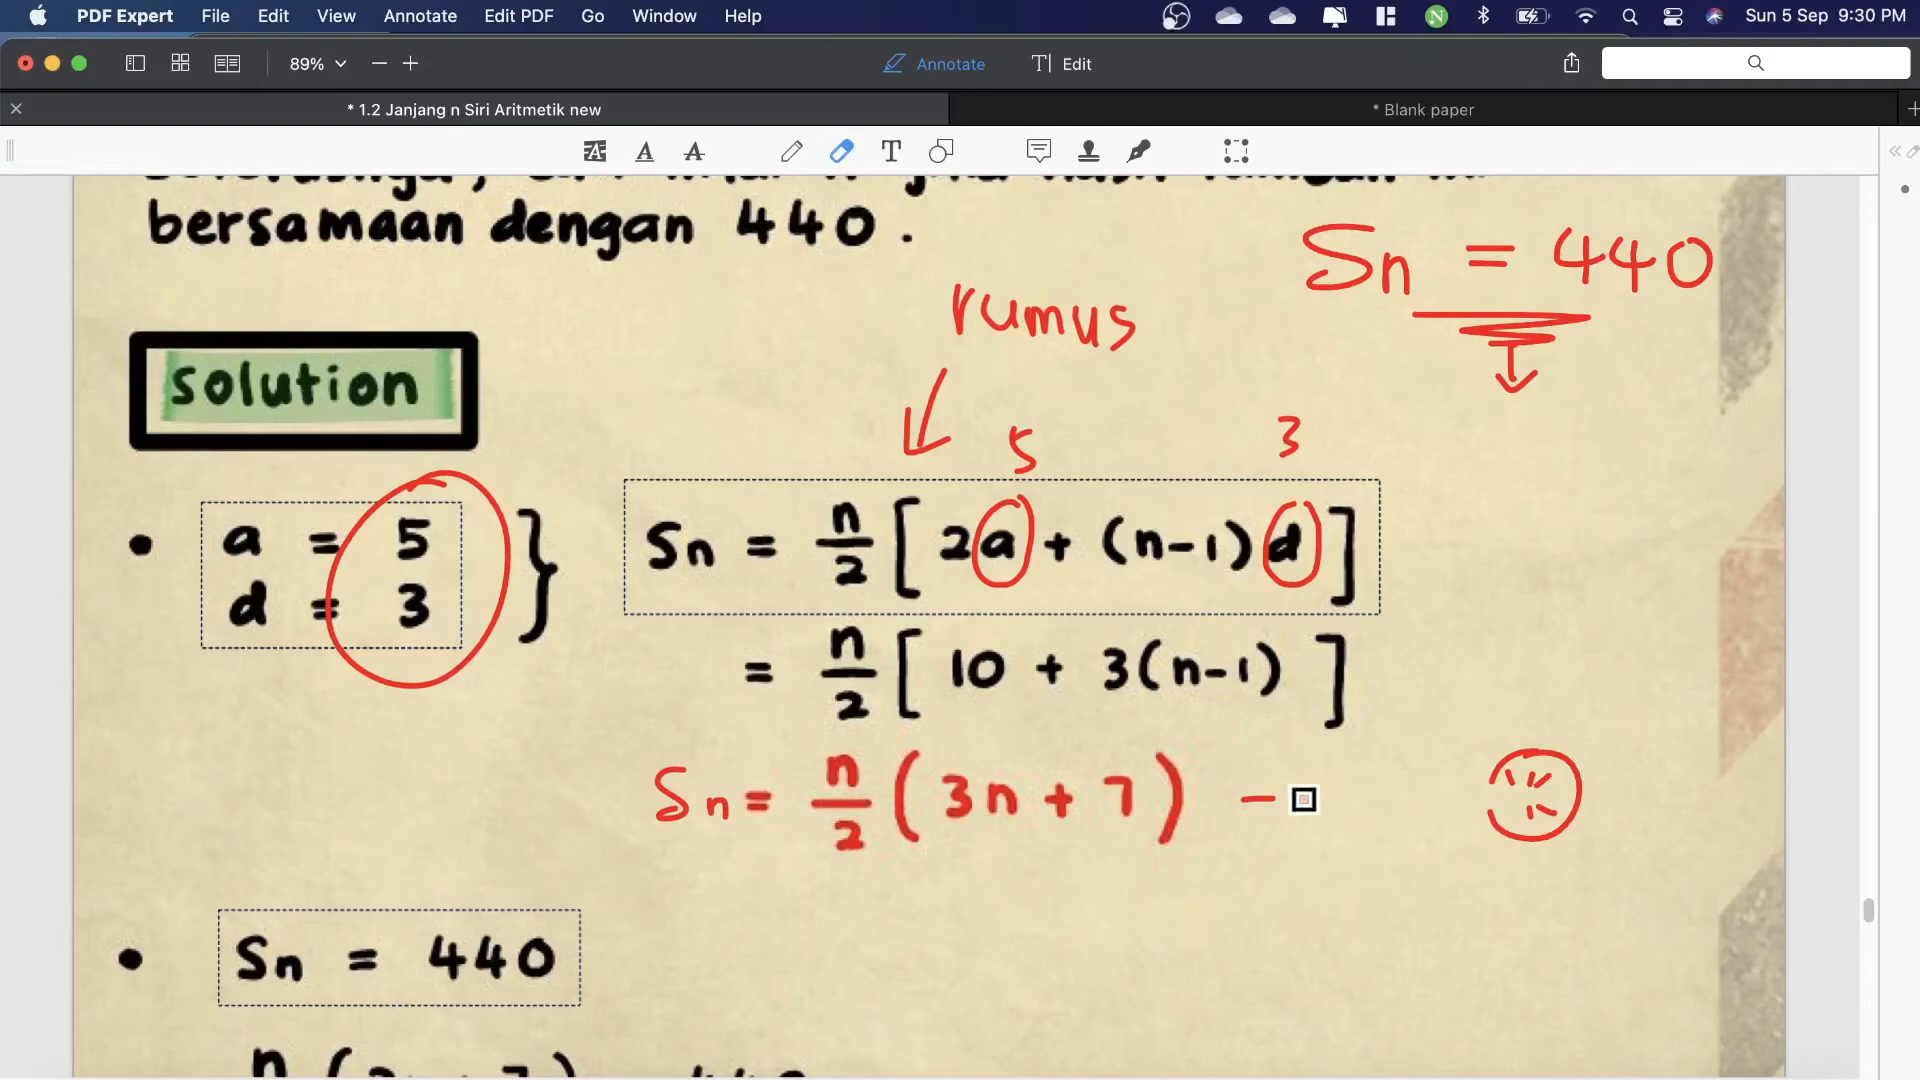 PDF Expert File Edit View Annotate Edit PDF Go Window Help Sun 5 Sep 9:30 PM
89% Annotate Edit
* 1.2 Janjang n Siri Aritmetik new * Blank paper
bersamaan dengan 440 .
Sn = 440
rumus
solution
5 3
• a = 5
d = 3
Sn = n/2 [ 2a + (n-1) d ]
= n/2 [ 10 + 3(n-1) ]
Sn = n/2 ( 3n + 7 ) -
• Sn = 440